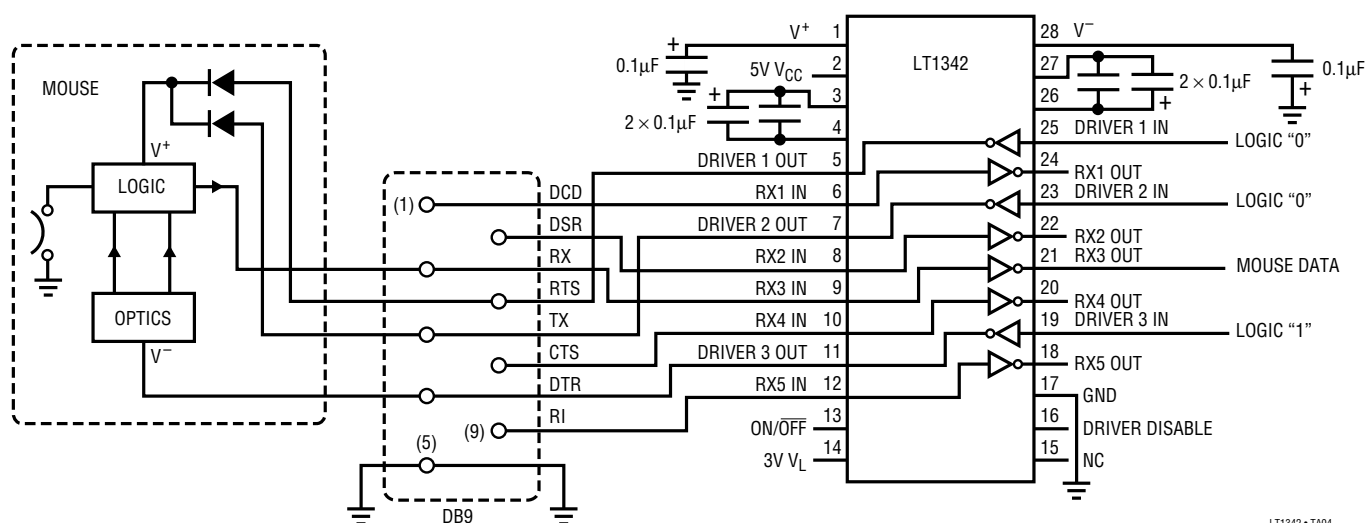 MOUSE
V+
LOGIC
OPTICS
V−
(1)
(9)
(5)
DB9
DCD
DSR
RX
RTS
TX
CTS
DTR
RI
0.1µF
+
5V VCC
+
2 × 0.1µF
V+ 1
2
3
4
DRIVER 1 OUT 5
RX1 IN 6
DRIVER 2 OUT 7
RX2 IN 8
RX3 IN 9
RX4 IN 10
DRIVER 3 OUT 11
RX5 IN 12
ON/OFF 13
3V VL 14
LT1342
28 V−
27
26
2 × 0.1µF
+
0.1µF
+
25 DRIVER 1 IN LOGIC “0”
24 RX1 OUT
23 DRIVER 2 IN LOGIC “0”
22 RX2 OUT
21 RX3 OUT MOUSE DATA
20 RX4 OUT
19 DRIVER 3 IN LOGIC “1”
18 RX5 OUT
17 GND
16 DRIVER DISABLE
15 NC
LT1342 • TA04